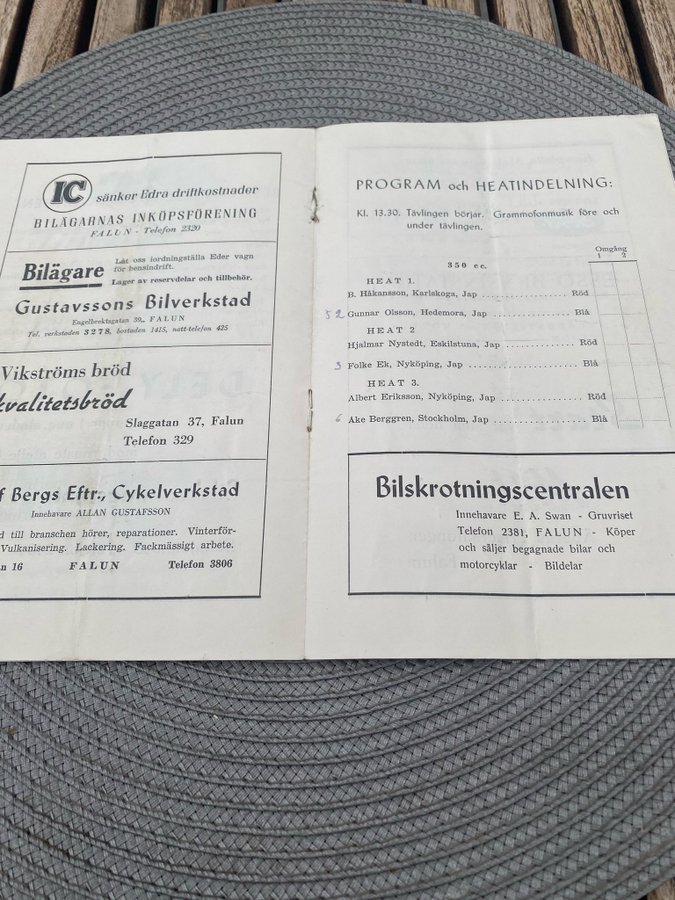 IC sänker Edra driftkostnader
BILÄGARNAS INKÖPSFÖRENING
FALUN - Telefon 2320
Bilägare
Låt oss iordningställa Eder vagn
för bensindrift.
Lager av reservdelar och tillbehör.
Gustavssons Bilverkstad
Engelbrektsgatan 39, FALUN
Tel. verkstaden 3278, bostaden 1415, natt-telefon 425
Vikströms bröd
kvalitetsbröd
Slaggatan 37, Falun
Telefon 329
f Bergs Eftr., Cykelverkstad
Innehavare ALLAN GUSTAFSSON
d till branschen hörer, reparationer. Vinterför-
Vulkanisering. Lackering. Fackmässigt arbete.
n 16 FALUN Telefon 3806
PROGRAM och HEATINDELNING:
Kl. 13.30. Tävlingen börjar. Grammofonmusik före och
under tävlingen.
Omgång
1 2
350 cc.
HEAT 1.
B. Håkansson, Karlskoga, Jap ................... Röd
52 Gunnar Olsson, Hedemora, Jap .................. Blå
HEAT 2
Hjalmar Nystedt, Eskilstuna, Jap ................ Röd
3 Folke Ek, Nyköping, Jap ........................ Blå
HEAT 3.
Albert Eriksson, Nyköping, Jap .................. Röd
6 Ake Berggren, Stockholm, Jap ................... Blå
Bilskrotningscentralen
Innehavare E. A. Swan - Gruvriset
Telefon 2381, FALUN - Köper
och säljer begagnade bilar och
motorcyklar - Bildelar